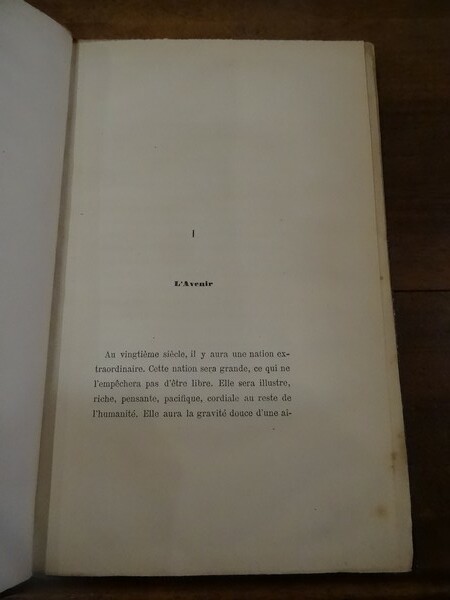 I
L'Avenir
Au vingtième siècle, il y aura une nation ex-
traordinaire. Cette nation sera grande, ce qui ne
l'empêchera pas d'être libre. Elle sera illustre,
riche, pensante, pacifique, cordiale au reste de
l'humanité. Elle aura la gravité douce d'une aî-